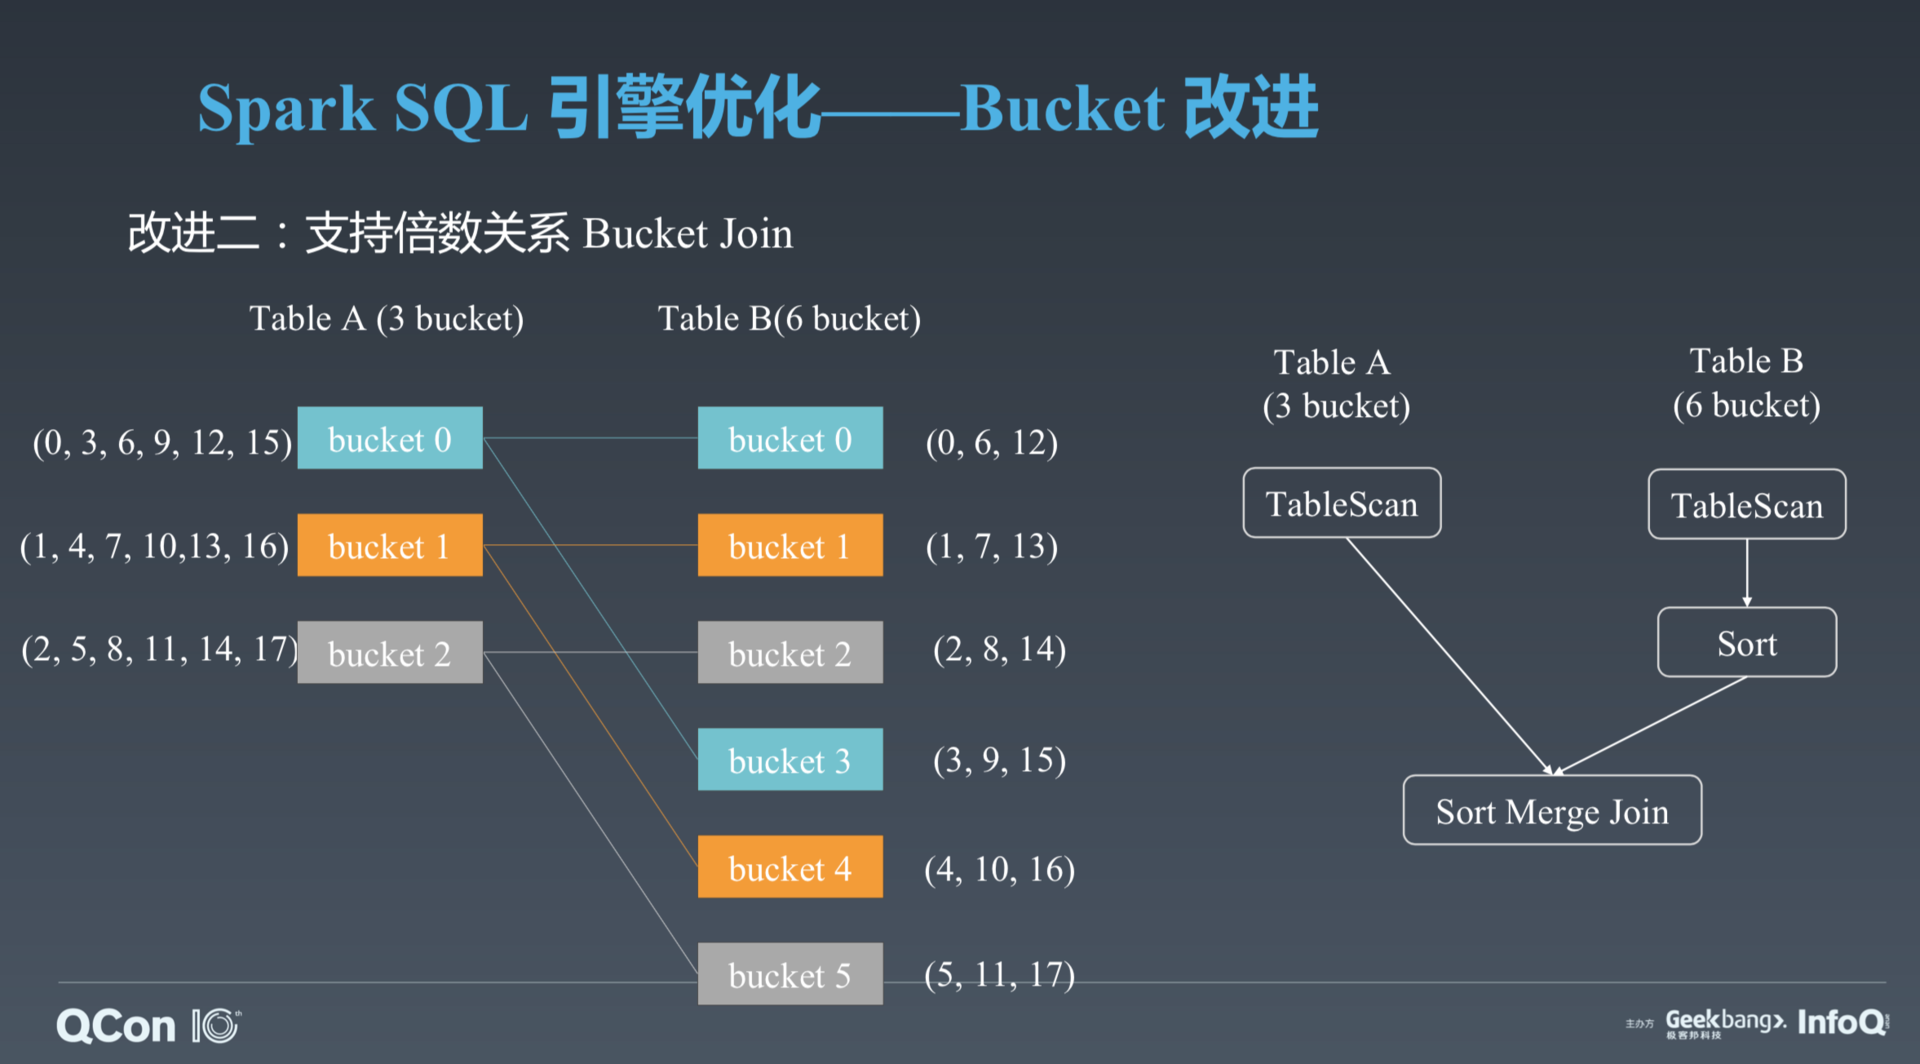 Spark SQL 引擎优化——Bucket 改进
改进二：支持倍数关系 Bucket Join
Table A (3 bucket)
Table B(6 bucket)
(0, 3, 6, 9, 12, 15)
bucket 0
bucket 0
(0, 6, 12)
(1, 4, 7, 10,13, 16)
bucket 1
bucket 1
(1, 7, 13)
(2, 5, 8, 11, 14, 17)
bucket 2
bucket 2
(2, 8, 14)
bucket 3
(3, 9, 15)
bucket 4
(4, 10, 16)
bucket 5
(5, 11, 17)
Table A
(3 bucket)
Table B
(6 bucket)
TableScan
TableScan
Sort
Sort Merge Join
QCon 10th
主办方
Geekbang>.
极客邦科技
InfoQ